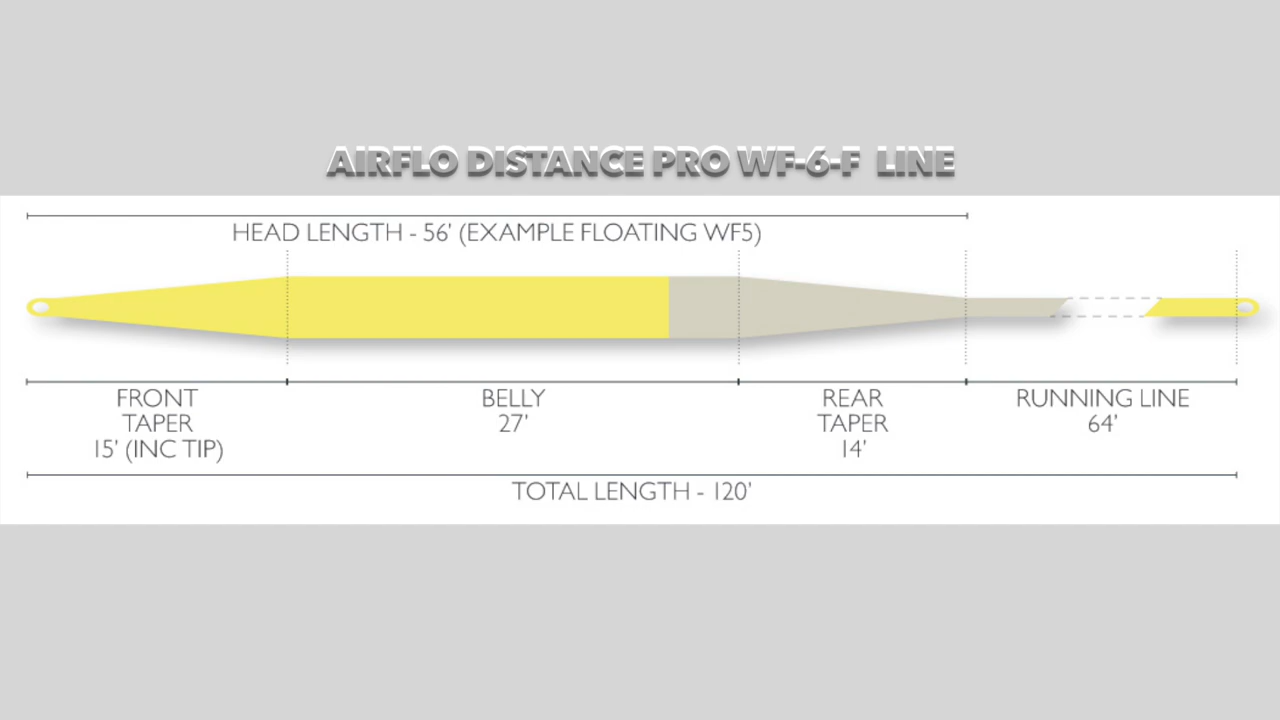 AIRFLO DISTANCE PRO WF-6-F LINE
HEAD LENGTH - 56' (EXAMPLE FLOATING WF5)
FRONT
TAPER
15' (INC TIP)
BELLY
27'
REAR
TAPER
14'
RUNNING LINE
64'
TOTAL LENGTH - 120'